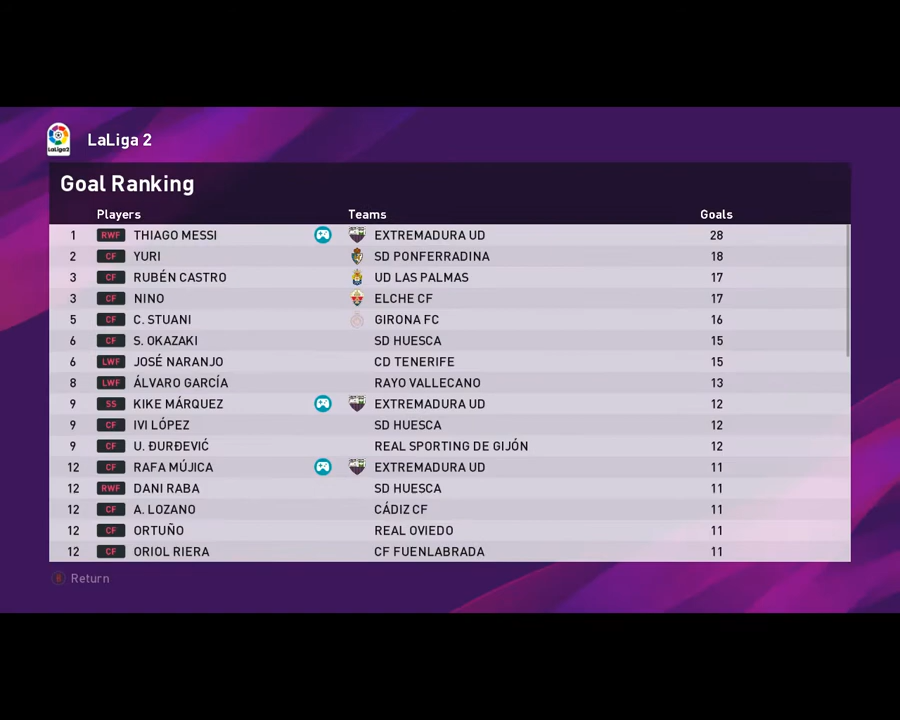 LaLiga 2
Goal Ranking
Players Teams Goals
1 RWF THIAGO MESSI EXTREMADURA UD 28
2 CF YURI SD PONFERRADINA 18
3 CF RUBÉN CASTRO UD LAS PALMAS 17
3 CF NINO ELCHE CF 17
5 CF C. STUANI GIRONA FC 16
6 CF S. OKAZAKI SD HUESCA 15
6 LWF JOSÉ NARANJO CD TENERIFE 15
8 LWF ÁLVARO GARCÍA RAYO VALLECANO 13
9 SS KIKE MÁRQUEZ EXTREMADURA UD 12
9 CF IVI LÓPEZ SD HUESCA 12
9 CF U. ĐURĐEVIĆ REAL SPORTING DE GIJÓN 12
12 CF RAFA MÚJICA EXTREMADURA UD 11
12 RWF DANI RABA SD HUESCA 11
12 CF A. LOZANO CÁDIZ CF 11
12 CF ORTUÑO REAL OVIEDO 11
12 CF ORIOL RIERA CF FUENLABRADA 11
Return